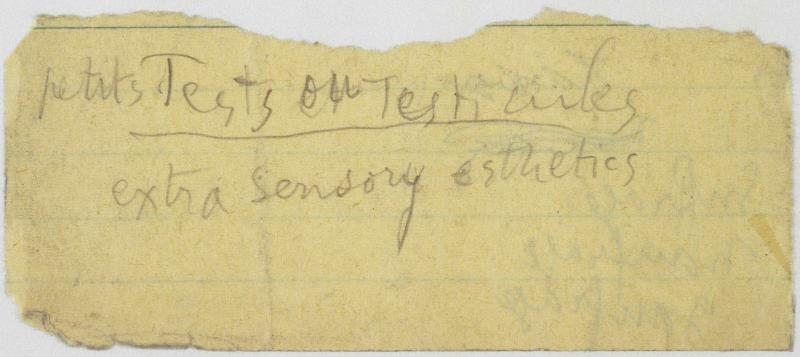 petits Tests ou Testicules
extra sensory esthetics